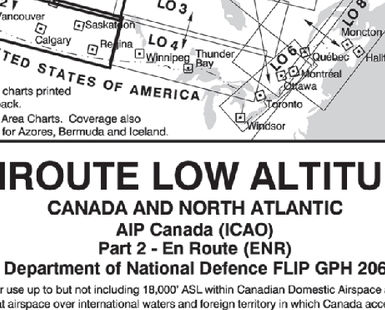 LO 3
LO 8
Vancouver
Saskatoon
Moncton
Calgary
Regina
LO 4
Winnipeg
Thunder
Bay
LO 6
Québec
Halif
Montréal
Ottawa
UNITED STATES OF AMERICA
Toronto
Windsor
charts printed
back.
Area Charts. Coverage also
for Azores, Bermuda and Iceland.
NROUTE LOW ALTITU
CANADA AND NORTH ATLANTIC
AIP Canada (ICAO)
Part 2 - En Route (ENR)
Department of National Defence FLIP GPH 206
r use up to but not including 18,000' ASL within Canadian Domestic Airspace
at airspace over international waters and foreign territory in which Canada acc